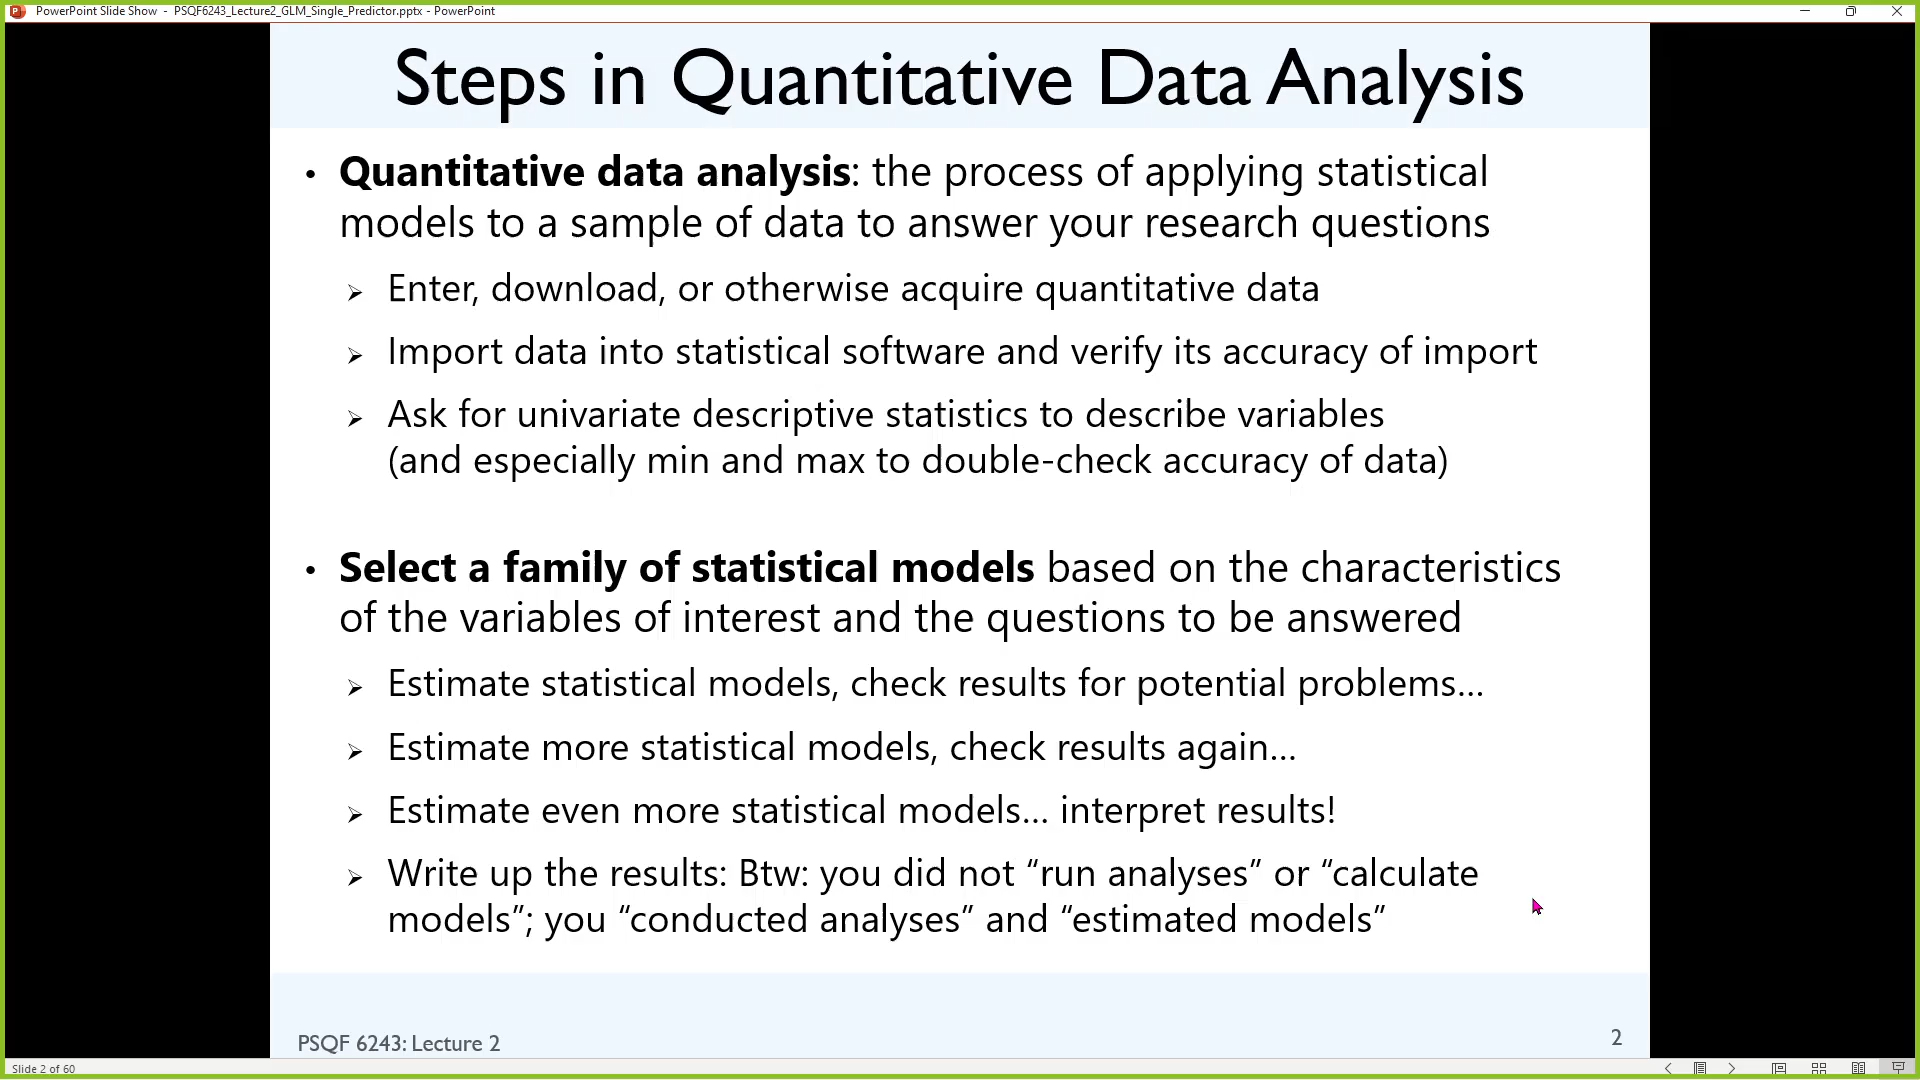 PowerPoint Slide Show - PSQF6243_Lecture2_GLM_Single_Predictor.pptx - PowerPoint
Steps in Quantitative Data Analysis
• Quantitative data analysis: the process of applying statistical
models to a sample of data to answer your research questions
➢ Enter, download, or otherwise acquire quantitative data
➢ Import data into statistical software and verify its accuracy of import
➢ Ask for univariate descriptive statistics to describe variables
(and especially min and max to double-check accuracy of data)
• Select a family of statistical models based on the characteristics
of the variables of interest and the questions to be answered
➢ Estimate statistical models, check results for potential problems…
➢ Estimate more statistical models, check results again…
➢ Estimate even more statistical models… interpret results!
➢ Write up the results: Btw: you did not “run analyses” or “calculate
models”; you “conducted analyses” and “estimated models”
PSQF 6243: Lecture 2
2
Slide 2 of 60